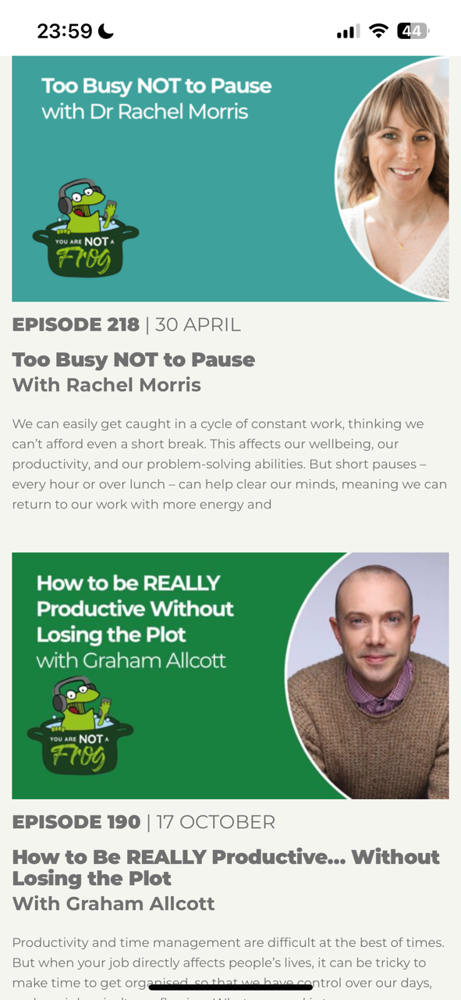 23:59
44
Too Busy NOT to Pause
with Dr Rachel Morris
YOU ARE NOT A
Frog
EPISODE 218 | 30 APRIL
Too Busy NOT to Pause
With Rachel Morris
We can easily get caught in a cycle of constant work, thinking we
can’t afford even a short break. This affects our wellbeing, our
productivity, and our problem-solving abilities. But short pauses –
every hour or over lunch – can help clear our minds, meaning we can
return to our work with more energy and
How to be REALLY
Productive Without
Losing the Plot
with Graham Allcott
YOU ARE NOT A
Frog
EPISODE 190 | 17 OCTOBER
How to Be REALLY Productive... Without
Losing the Plot
With Graham Allcott
Productivity and time management are difficult at the best of times.
But when your job directly affects people’s lives, it can be tricky to
make time to get organised, so that we have control over our days,